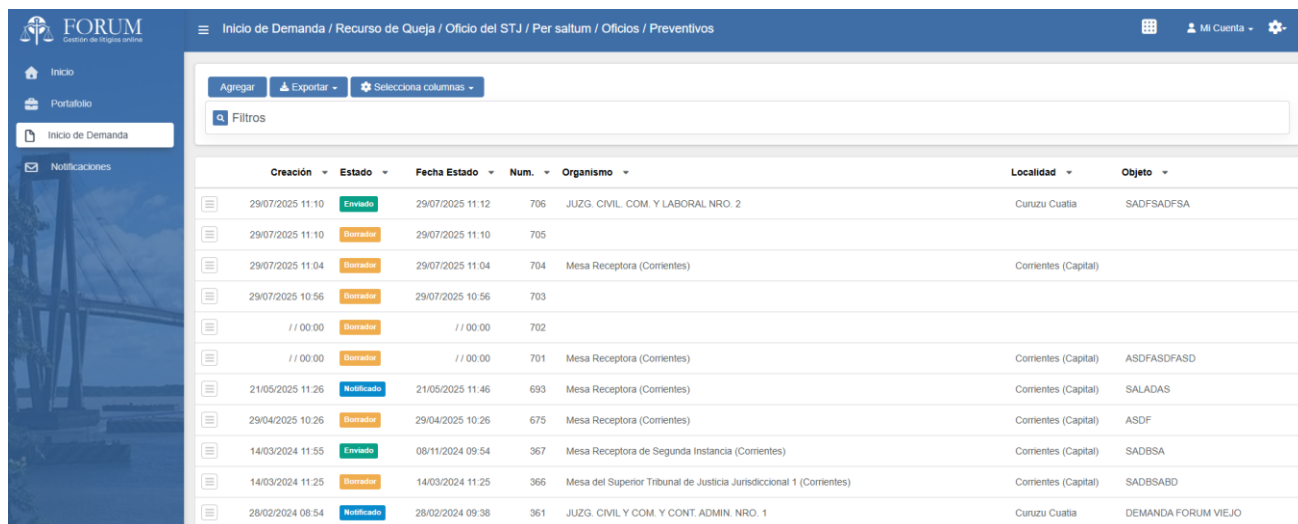 FORUM
Gestión de litigios online
Inicio de Demanda / Recurso de Queja / Oficio del STJ / Per saltum / Oficios / Preventivos
Mi Cuenta
Inicio
Portafolio
Inicio de Demanda
Notificaciones
Agregar Exportar Selecciona columnas
Filtros
Creación Estado Fecha Estado Num. Organismo Localidad Objeto
29/07/2025 11:10 Enviado 29/07/2025 11:12 706 JUZG. CIVIL. COM. Y LABORAL NRO. 2 Curuzu Cuatia SADFSADFSA
29/07/2025 11:10 Borrador 29/07/2025 11:10 705
29/07/2025 11:04 Borrador 29/07/2025 11:04 704 Mesa Receptora (Corrientes) Corrientes (Capital)
29/07/2025 10:56 Borrador 29/07/2025 10:56 703
/ / 00:00 Borrador / / 00:00 702
/ / 00:00 Borrador / / 00:00 701 Mesa Receptora (Corrientes) Corrientes (Capital) ASDFASDFASD
21/05/2025 11:26 Notificado 21/05/2025 11:46 693 Mesa Receptora (Corrientes) Corrientes (Capital) SALADAS
29/04/2025 10:26 Borrador 29/04/2025 10:26 675 Mesa Receptora (Corrientes) Corrientes (Capital) ASDF
14/03/2024 11:55 Enviado 08/11/2024 09:54 367 Mesa Receptora de Segunda Instancia (Corrientes) Corrientes (Capital) SADBSA
14/03/2024 11:25 Borrador 14/03/2024 11:25 366 Mesa del Superior Tribunal de Justicia Jurisdiccional 1 (Corrientes) Corrientes (Capital) SADBSABD
28/02/2024 08:54 Notificado 28/02/2024 09:38 361 JUZG. CIVIL Y COM. Y CONT. ADMIN. NRO. 1 Curuzu Cuatia DEMANDA FORUM VIEJO